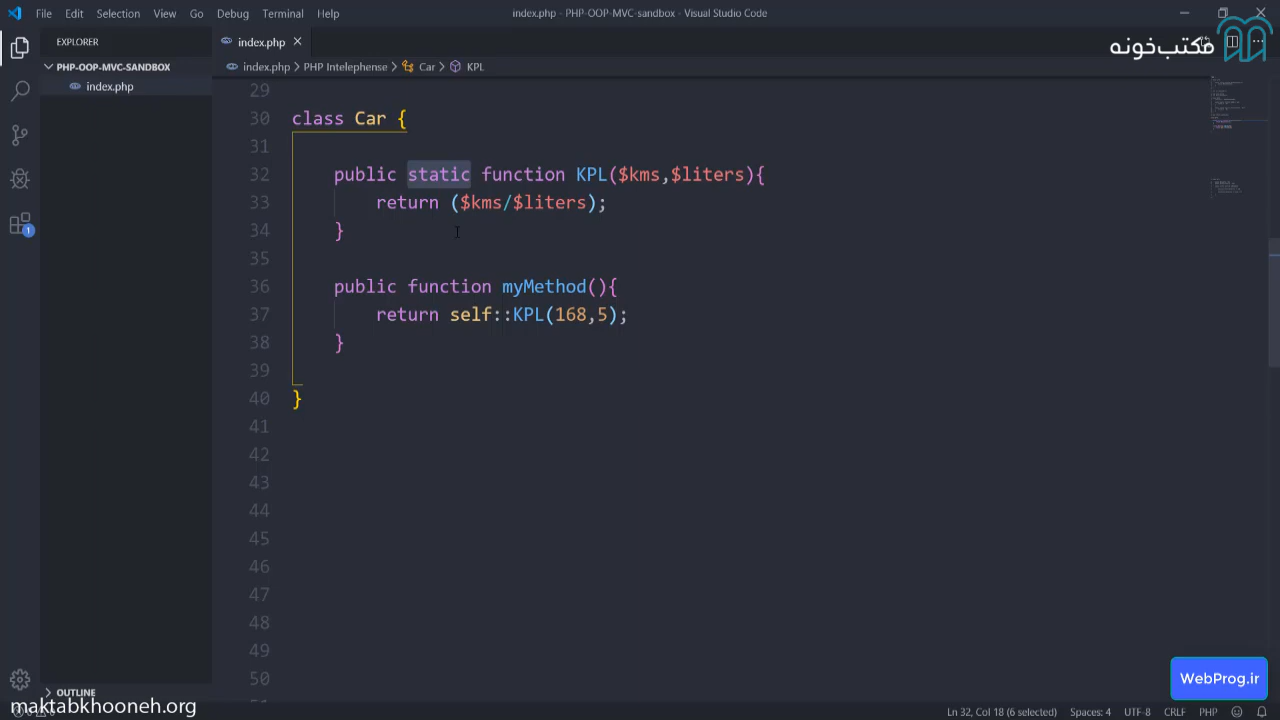 File Edit Selection View Go Debug Terminal Help
index.php - PHP-OOP-MVC-sandbox - Visual Studio Code
EXPLORER
index.php
مکتب‌خونه
PHP-OOP-MVC-SANDBOX
index.php > PHP Intelephense > Car > KPL
index.php
29
30 class Car {
31
32 public static function KPL($kms,$liters){
33 return ($kms/$liters);
34 }
35
36 public function myMethod(){
37 return self::KPL(168,5);
38 }
39
40 }
41
42
43
44
45
46
47
48
49
50
1
OUTLINE
maktabkhooneh.org
WebProg.ir
Ln 32, Col 18 (6 selected) Spaces: 4 UTF-8 CRLF PHP